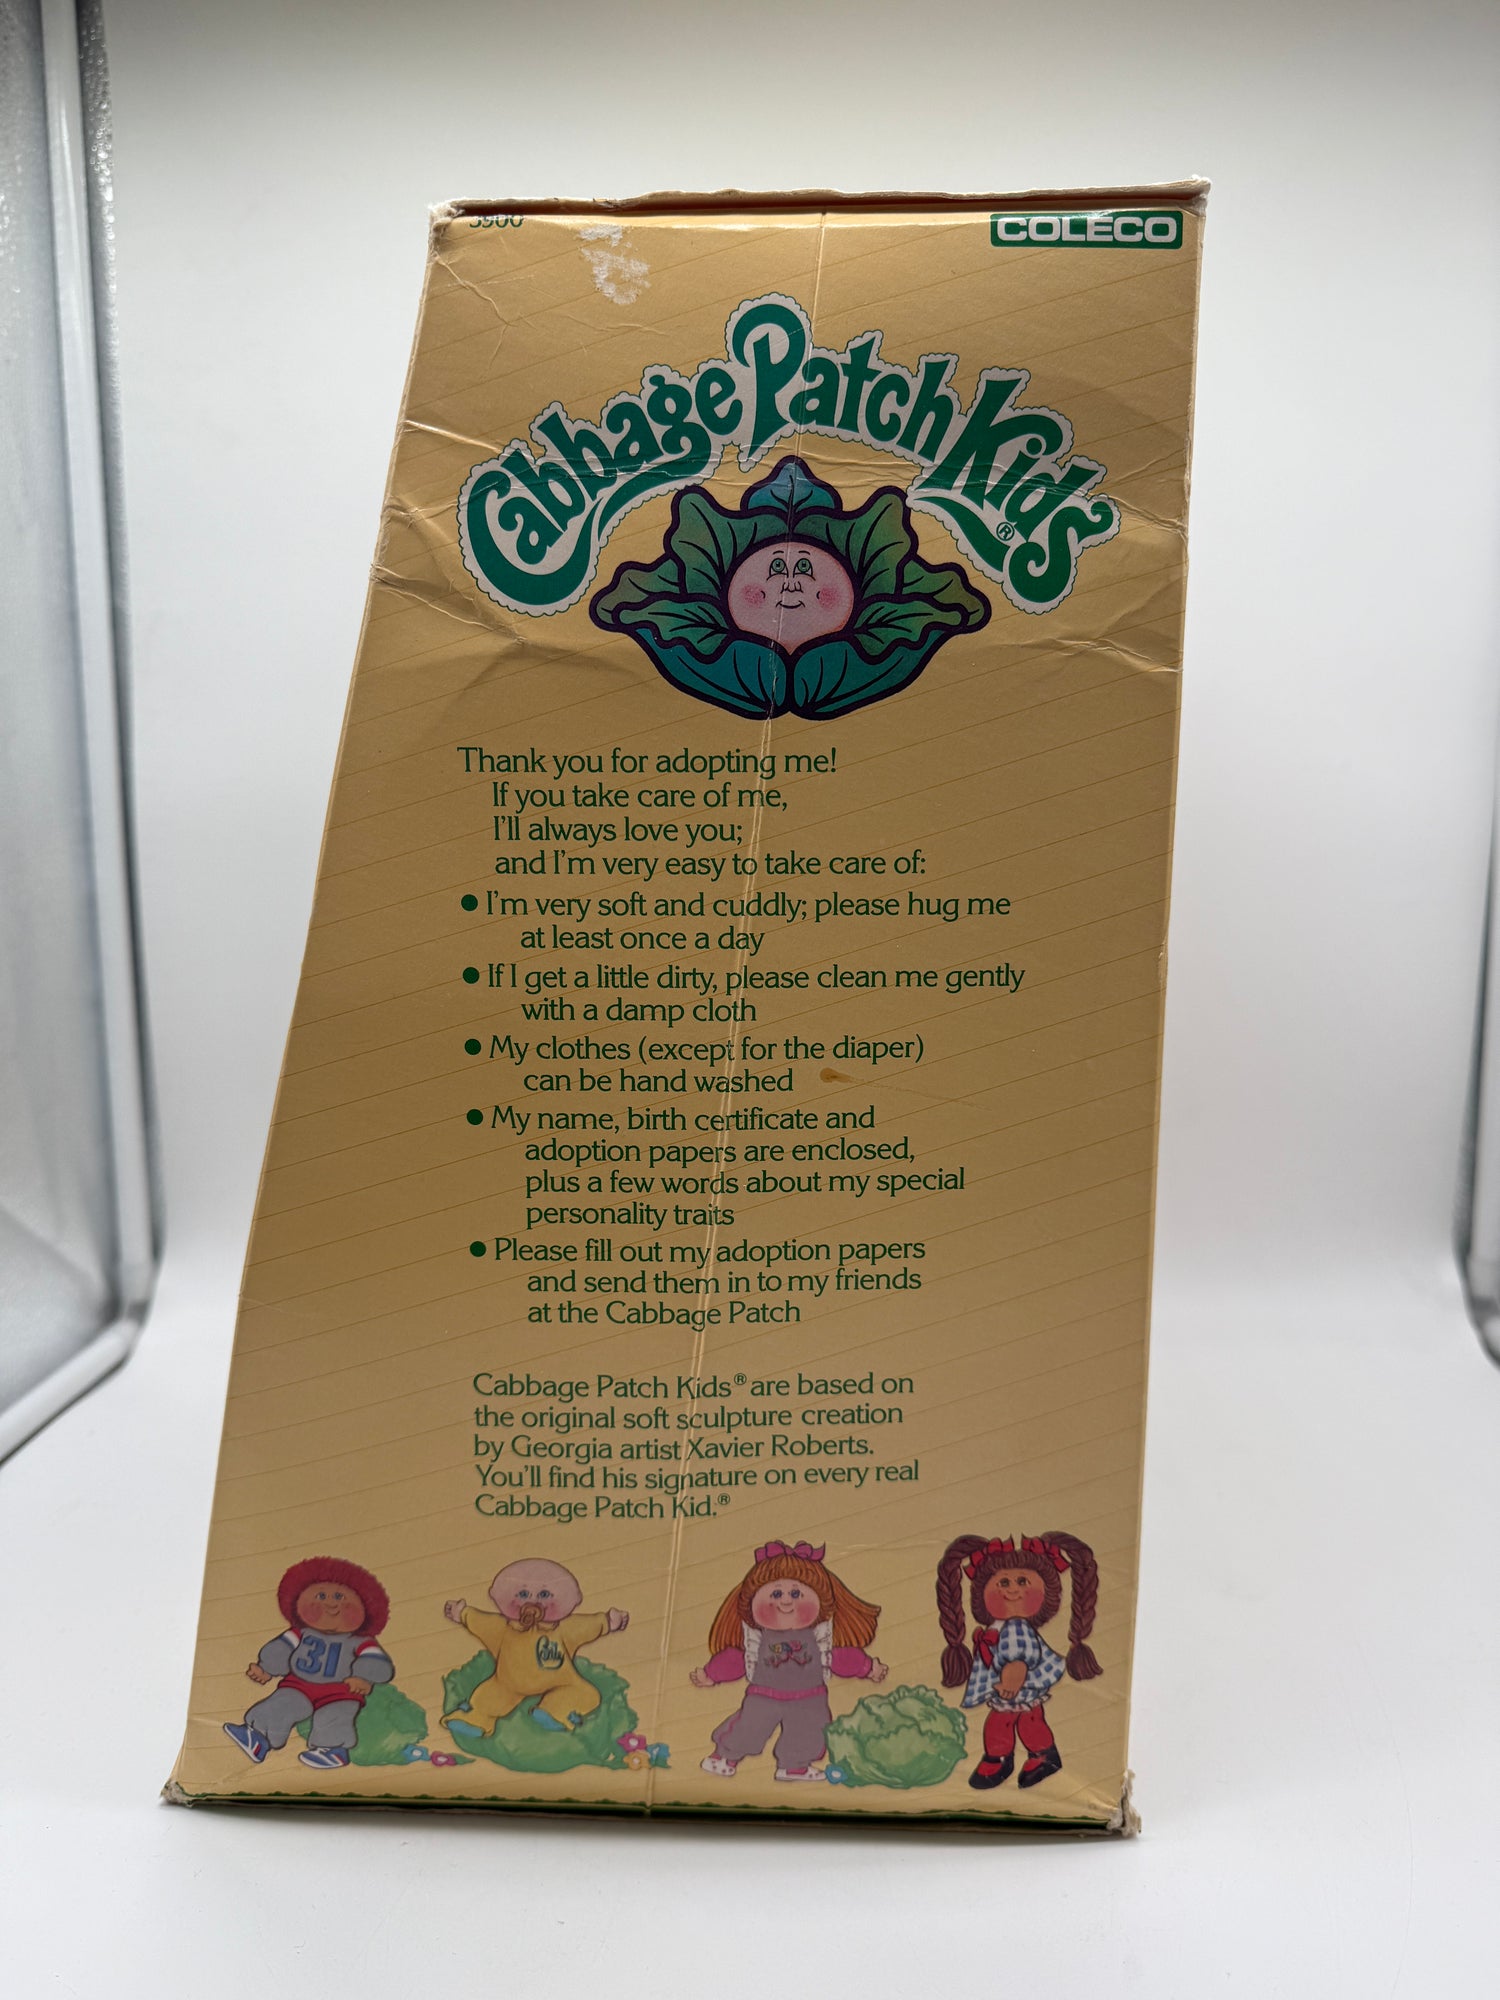 3900
COLECO
Cabbage Patch Kids®
Thank you for adopting me!
If you take care of me,
I'll always love you;
and I'm very easy to take care of:
● I'm very soft and cuddly; please hug me
at least once a day
● If I get a little dirty, please clean me gently
with a damp cloth
● My clothes (except for the diaper)
can be hand washed
● My name, birth certificate and
adoption papers are enclosed,
plus a few words about my special
personality traits
● Please fill out my adoption papers
and send them in to my friends
at the Cabbage Patch
Cabbage Patch Kids® are based on
the original soft sculpture creation
by Georgia artist Xavier Roberts.
You'll find his signature on every real
Cabbage Patch Kid.®
31